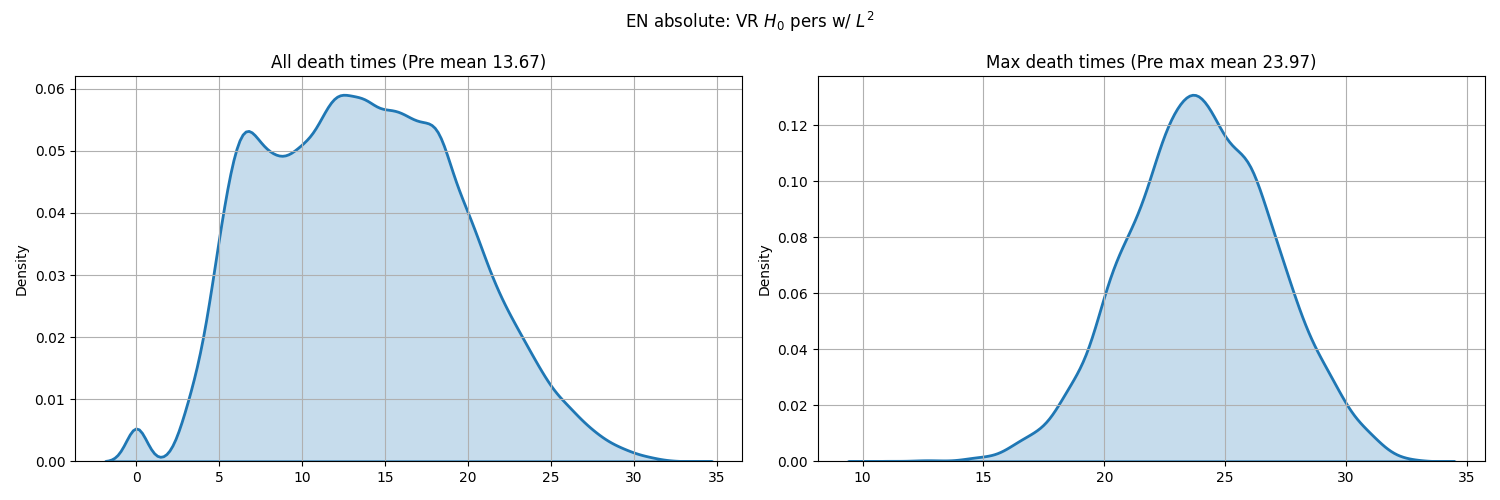 EN absolute: VR $H_0$ pers w/ $L^2$
All death times (Pre mean 13.67)
Density
0.06
0.05
0.04
0.03
0.02
0.01
0.00
0 5 10 15 20 25 30 35
Max death times (Pre max mean 23.97)
Density
0.12
0.10
0.08
0.06
0.04
0.02
0.00
10 15 20 25 30 35